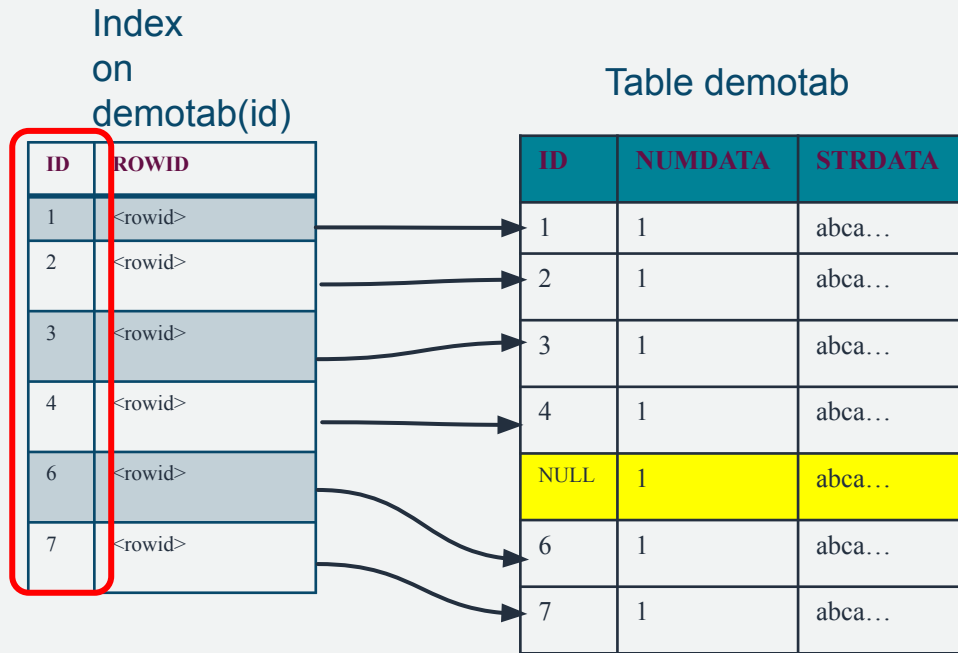 Index
on
demotab(id)
ID ROWID
1 <rowid>
2 <rowid>
3 <rowid>
4 <rowid>
6 <rowid>
7 <rowid>
Table demotab
ID NUMDATA STRDATA
1 1 abca…
2 1 abca…
3 1 abca…
4 1 abca…
NULL 1 abca…
6 1 abca…
7 1 abca…